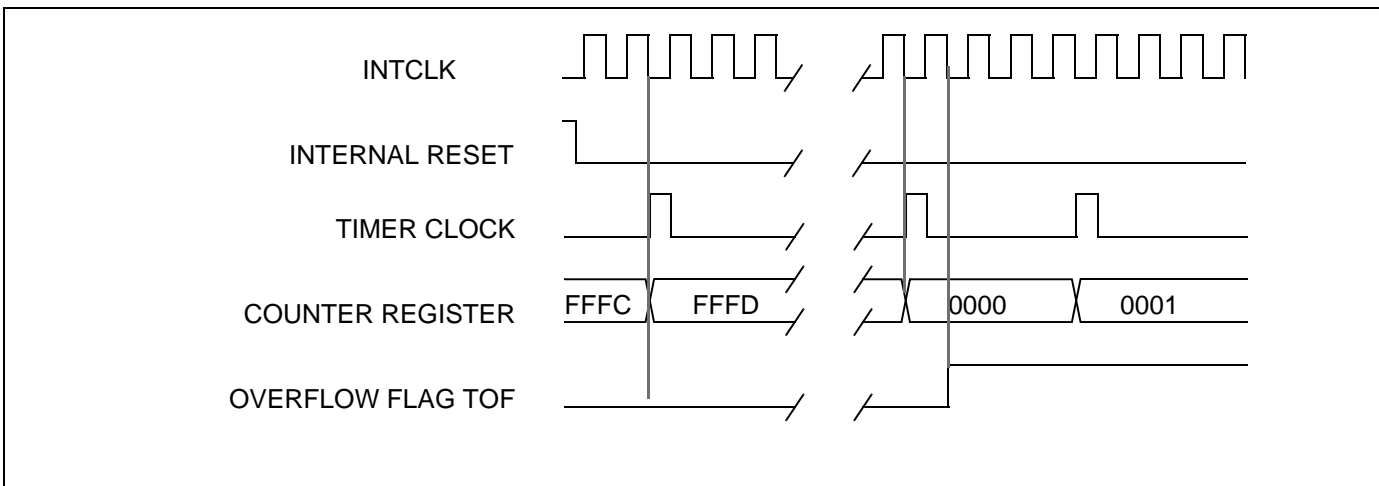 INTCLK
INTERNAL RESET
TIMER CLOCK
COUNTER REGISTER
FFFC
FFFD
0000
0001
OVERFLOW FLAG TOF